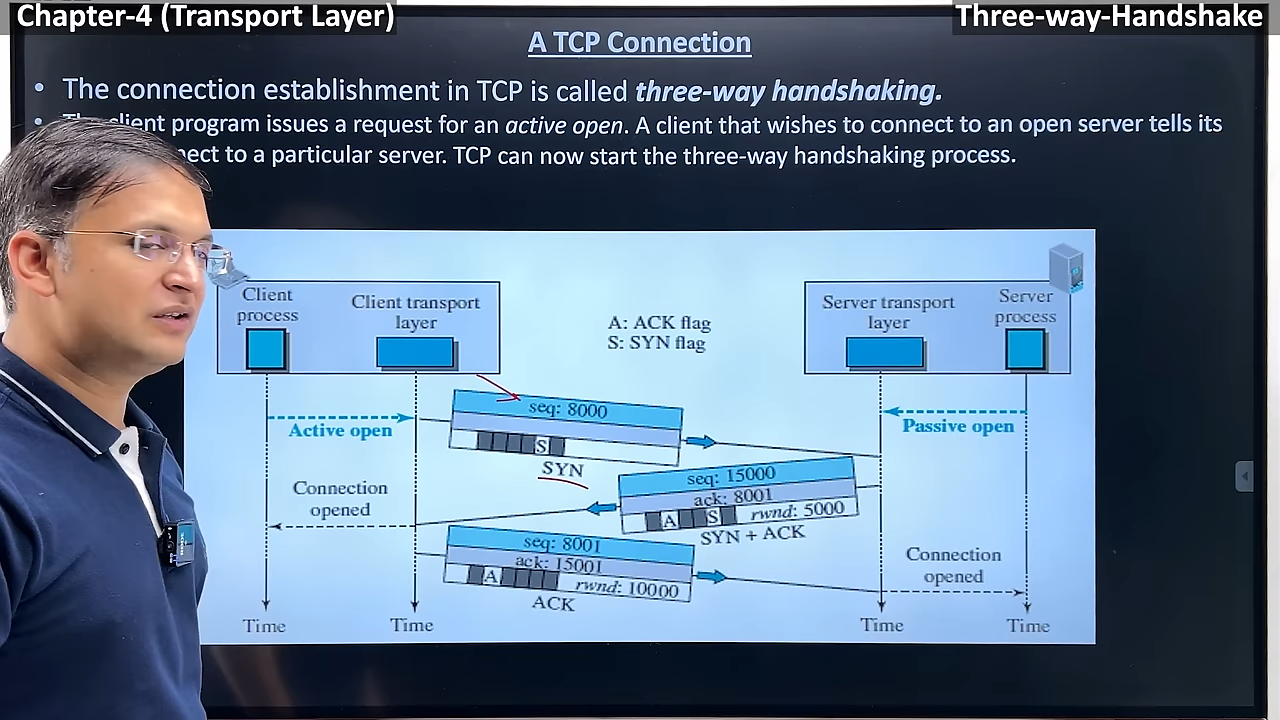 Chapter-4 (Transport Layer)
Three-way-Handshake
A TCP Connection
• The connection establishment in TCP is called three-way handshaking.
• client program issues a request for an active open. A client that wishes to connect to an open server tells its
to a particular server. TCP can now start the three-way handshaking process.
Client process
Client transport layer
A: ACK flag
S: SYN flag
Server transport layer
Server process
Active open
seq: 8000
S
SYN
Passive open
Connection opened
seq: 15000
ack: 8001
A S rwnd: 5000
SYN + ACK
seq: 8001
ack: 15001
A rwnd: 10000
ACK
Connection opened
Time
Time
Time
Time